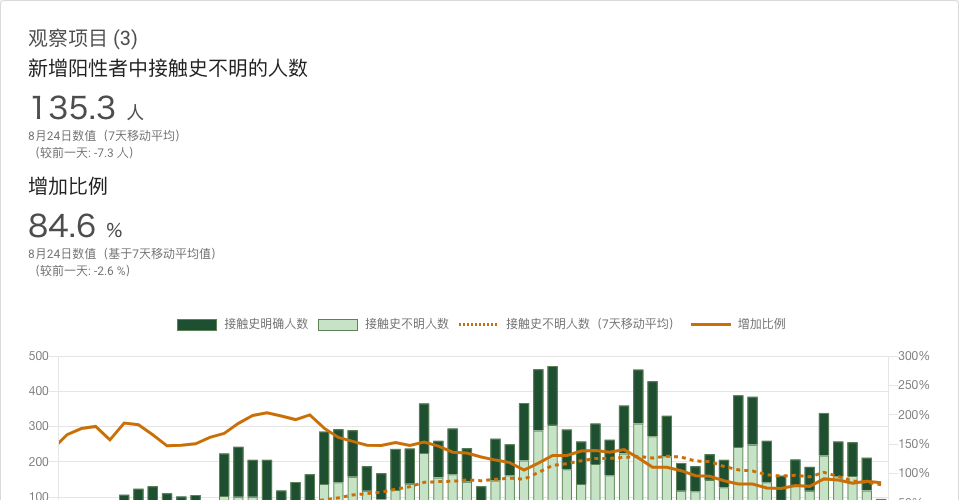 观察项目 (3)
新增阳性者中接触史不明的人数
135.3 人
8月24日数值（7天移动平均）
（较前一天: -7.3 人）
增加比例
84.6 %
8月24日数值（基于7天移动平均值）
（较前一天: -2.6 %）
接触史明确人数 接触史不明人数 接触史不明人数（7天移动平均） 增加比例
500 300%
250%
400
200%
300
150%
200
100%
100